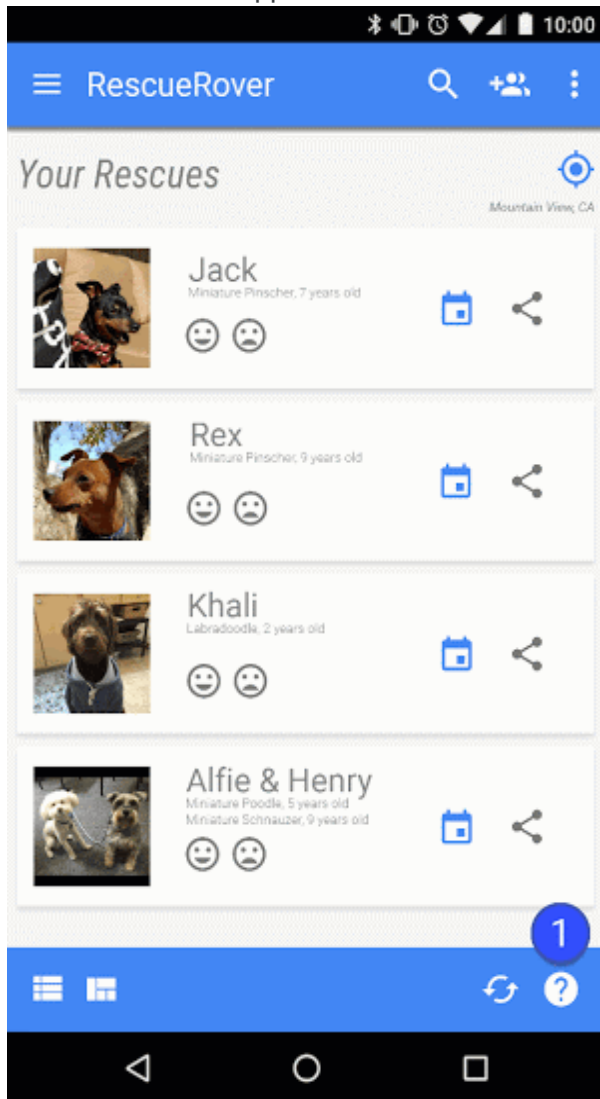 10:00
RescueRover
Your Rescues
Mountain View, CA
Jack
Miniature Pinscher, 7 years old
Rex
Miniature Pinscher, 9 years old
Khali
Labradoodle, 2 years old
Alfie & Henry
Miniature Poodle, 5 years old
Miniature Schnauzer, 9 years old
1
?